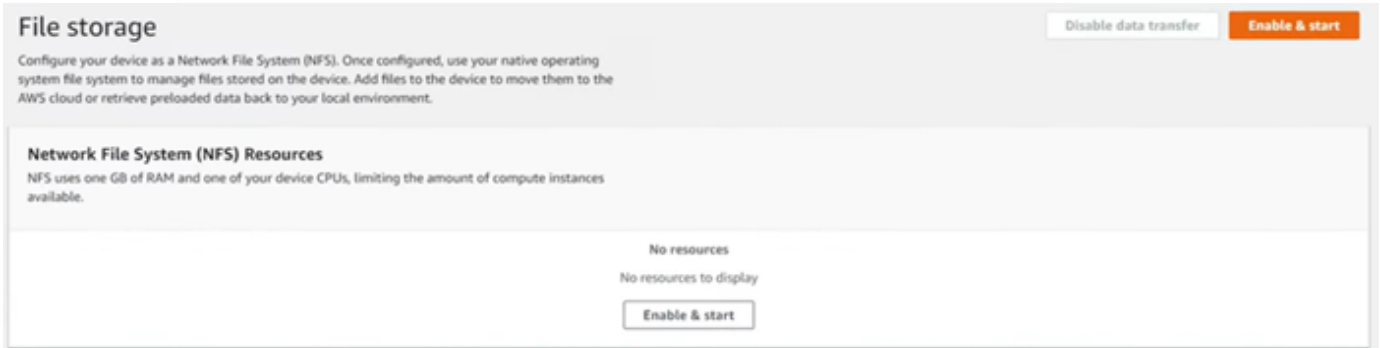 File storage
Disable data transfer
Enable & start
Configure your device as a Network File System (NFS). Once configured, use your native operating
system file system to manage files stored on the device. Add files to the device to move them to the
AWS cloud or retrieve preloaded data back to your local environment.
Network File System (NFS) Resources
NFS uses one GB of RAM and one of your device CPUs, limiting the amount of compute instances
available.
No resources
No resources to display
Enable & start